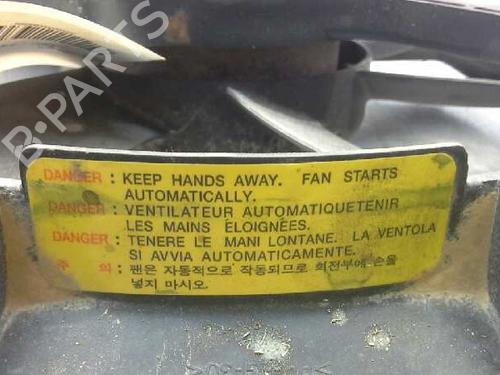 B-PARTS
DANGER : KEEP HANDS AWAY. FAN STARTS
AUTOMATICALLY.
DANGER : VENTILATEUR AUTOMATIQUETENIR
LES MAINS ELOIGNEES.
DANGER : TENERE LE MANI LONTANE. LA VENTOLA
SI AVVIA AUTOMATICAMENTE.
주 의 : 팬은 자동적으로 작동되므로 회전부에 손을
넣지 마시오.